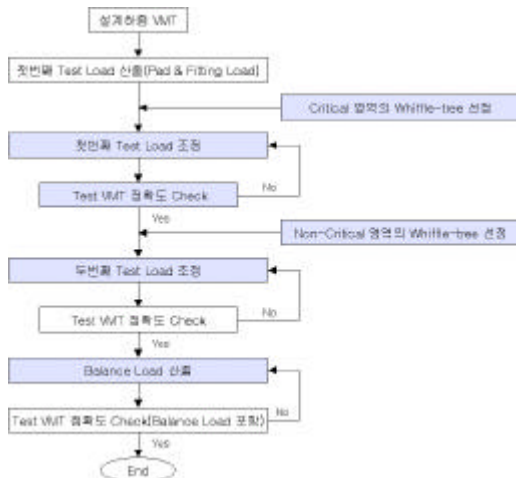 설계하중 VMT
첫번째 Test Load 산출(Pad & Fitting Load)
Critical 영역의 Whiffle-tree 선정
첫번째 Test Load 조정
No
Test VMT 정확도 Check
Yes
Non-Critical 영역의 Whiffle-tree 선정
두번째 Test Load 조정
No
Test VMT 정확도 Check
Yes
Balance Load 산출
No
Test VMT 정확도 Check(Balance Load 포함)
Yes
End